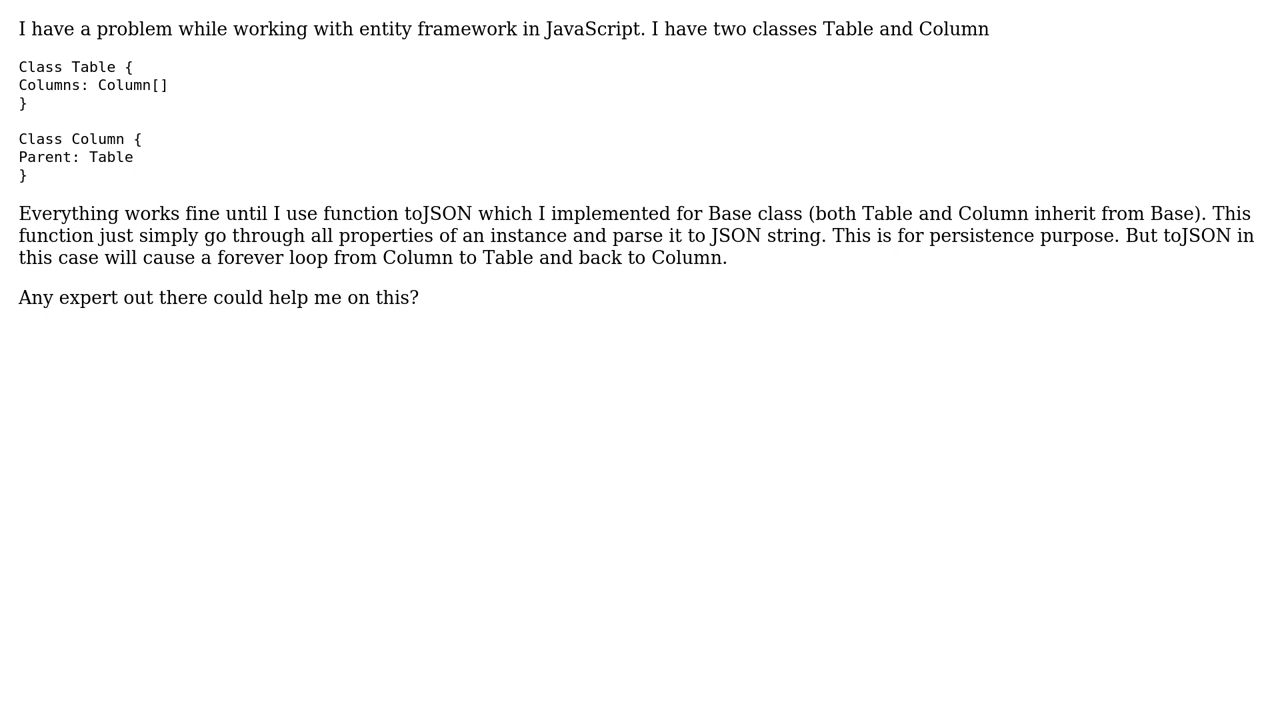 I have a problem while working with entity framework in JavaScript. I have two classes Table and Column
Class Table {
Columns: Column[]
}
Class Column {
Parent: Table
}
Everything works fine until I use function toJSON which I implemented for Base class (both Table and Column inherit from Base). This
function just simply go through all properties of an instance and parse it to JSON string. This is for persistence purpose. But toJSON in
this case will cause a forever loop from Column to Table and back to Column.
Any expert out there could help me on this?